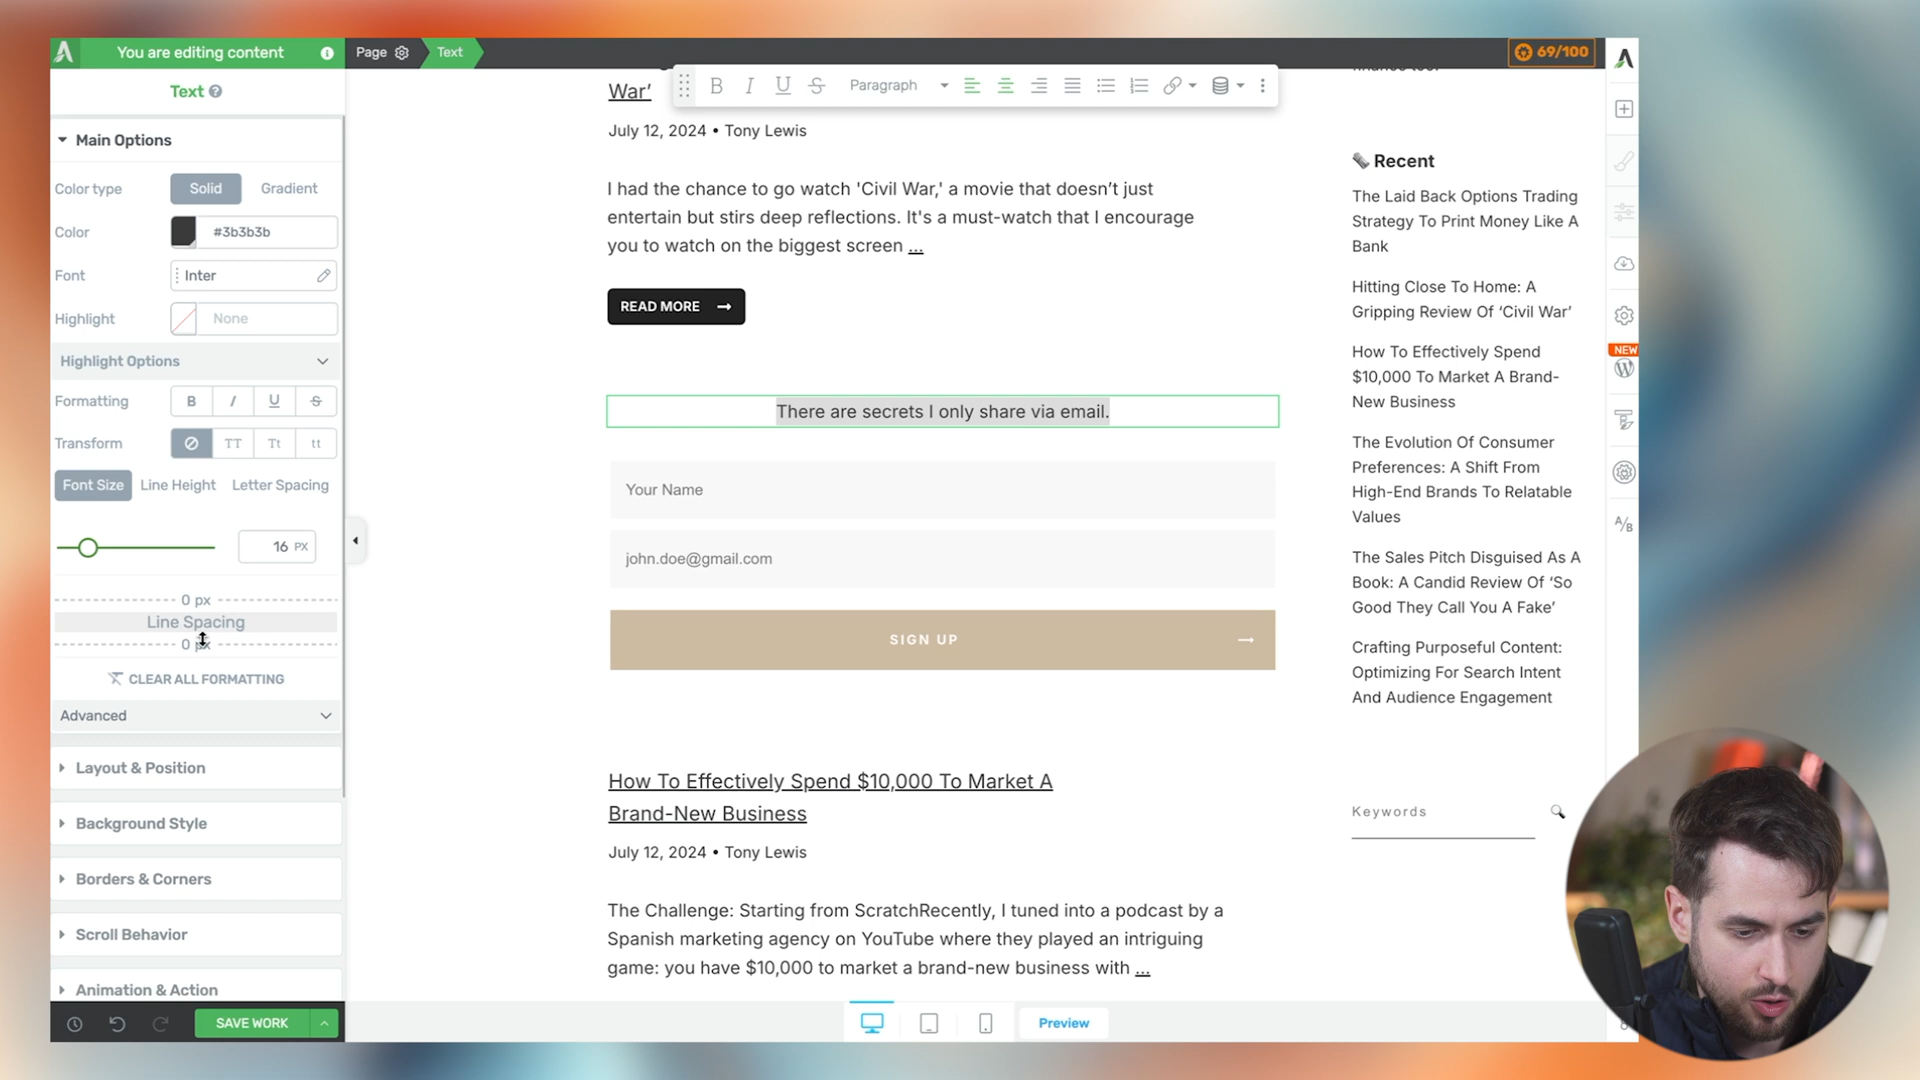 You are editing content
Page
Text
69/100
Text
Main Options
Color type
Solid
Gradient
Color
#3b3b3b
Font
Inter
Highlight
None
Highlight Options
Formatting
B
I
U
S
Transform
TT
Tt
tt
Font Size
Line Height
Letter Spacing
16 PX
0 px
Line Spacing
0 px
CLEAR ALL FORMATTING
Advanced
Layout & Position
Background Style
Borders & Corners
Scroll Behavior
Animation & Action
SAVE WORK
B
I
U
S
Paragraph
War’
July 12, 2024 • Tony Lewis
I had the chance to go watch 'Civil War,' a movie that doesn’t just
entertain but stirs deep reflections. It's a must-watch that I encourage
you to watch on the biggest screen ...
READ MORE
There are secrets I only share via email.
Your Name
john.doe@gmail.com
SIGN UP
How To Effectively Spend $10,000 To Market A
Brand-New Business
July 12, 2024 • Tony Lewis
The Challenge: Starting from ScratchRecently, I tuned into a podcast by a
Spanish marketing agency on YouTube where they played an intriguing
game: you have $10,000 to market a brand-new business with ...
Preview
Recent
The Laid Back Options Trading
Strategy To Print Money Like A
Bank
Hitting Close To Home: A
Gripping Review Of ‘Civil War’
How To Effectively Spend
$10,000 To Market A Brand-
New Business
The Evolution Of Consumer
Preferences: A Shift From
High-End Brands To Relatable
Values
The Sales Pitch Disguised As A
Book: A Candid Review Of ‘So
Good They Call You A Fake’
Crafting Purposeful Content:
Optimizing For Search Intent
And Audience Engagement
Keywords
NEW
A/B